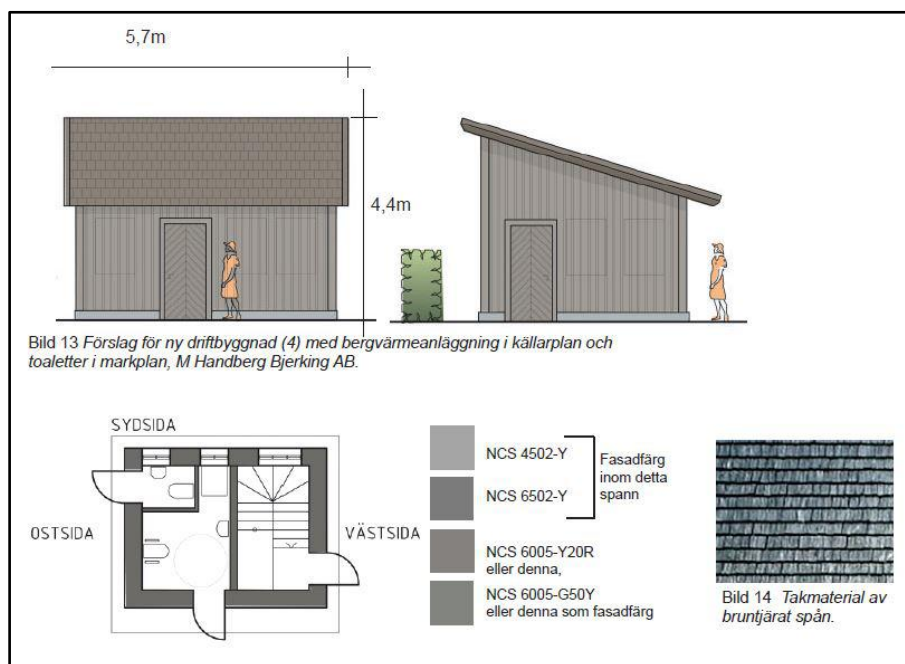 5,7m
4,4m
Bild 13 Förslag för ny driftbyggnad (4) med bergvärmeanläggning i källarplan och
toaletter i markplan, M Handberg Bjerking AB.
SYDSIDA
OSTSIDA
VÄSTSIDA
NCS 4502-Y
NCS 6502-Y
Fasadfärg
inom detta
spann
NCS 6005-Y20R
eller denna,
NCS 6005-G50Y
eller denna som fasadfärg
Bild 14 Takmaterial av
bruntjärat spån.